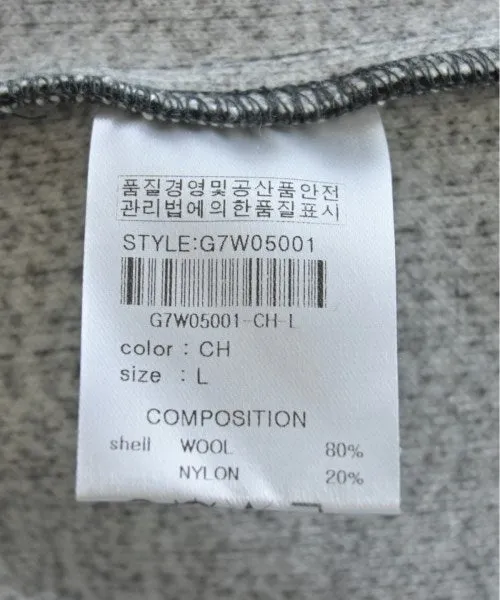 품질경영및공산품안전
관리법에의한품질표시
STYLE:G7W05001
G7W05001-CH-L
color : CH
size : L
COMPOSITION
shell WOOL 80%
NYLON 20%